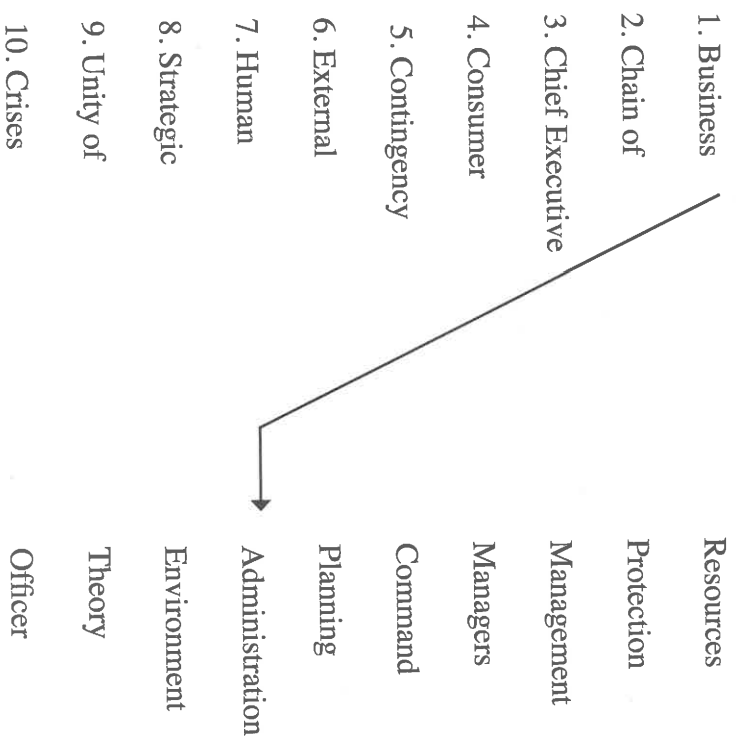 1. Business Resources
2. Chain of Protection
3. Chief Executive Management
4. Consumer Managers
5. Contingency Command
6. External Planning
7. Human Administration
8. Strategic Environment
9. Unity of Theory
10. Crises Officer